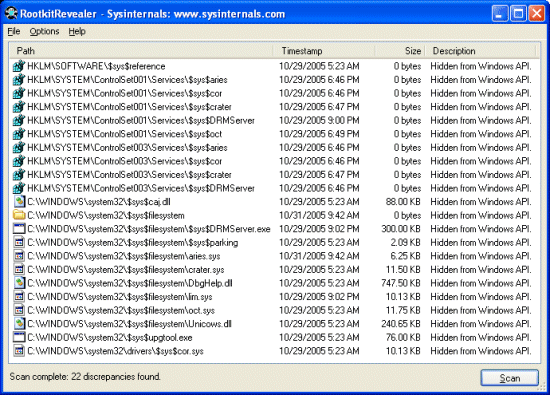 RootkitRevealer - Sysinternals: www.sysinternals.com
File Options Help
Path Timestamp Size Description
HKLM\SOFTWARE\$sys$reference 10/29/2005 5:23 AM 0 bytes Hidden from Windows API.
HKLM\SYSTEM\ControlSet001\Services\$sys$aries 10/29/2005 6:46 PM 0 bytes Hidden from Windows API.
HKLM\SYSTEM\ControlSet001\Services\$sys$cor 10/29/2005 6:46 PM 0 bytes Hidden from Windows API.
HKLM\SYSTEM\ControlSet001\Services\$sys$crater 10/29/2005 6:47 PM 0 bytes Hidden from Windows API.
HKLM\SYSTEM\ControlSet001\Services\$sys$DRMServer 10/29/2005 9:00 PM 0 bytes Hidden from Windows API.
HKLM\SYSTEM\ControlSet001\Services\$sys$oct 10/29/2005 6:49 PM 0 bytes Hidden from Windows API.
HKLM\SYSTEM\ControlSet003\Services\$sys$aries 10/29/2005 6:46 PM 0 bytes Hidden from Windows API.
HKLM\SYSTEM\ControlSet003\Services\$sys$cor 10/29/2005 6:46 PM 0 bytes Hidden from Windows API.
HKLM\SYSTEM\ControlSet003\Services\$sys$crater 10/29/2005 6:47 PM 0 bytes Hidden from Windows API.
HKLM\SYSTEM\ControlSet003\Services\$sys$DRMServer 10/29/2005 6:46 PM 0 bytes Hidden from Windows API.
C:\WINDOWS\system32\$sys$caj.dll 10/29/2005 5:23 AM 88.00 KB Hidden from Windows API.
C:\WINDOWS\system32\$sys$filesystem 10/31/2005 9:42 AM 0 bytes Hidden from Windows API.
C:\WINDOWS\system32\$sys$filesystem\$sys$DRMServer.exe 10/29/2005 9:02 PM 300.00 KB Hidden from Windows API.
C:\WINDOWS\system32\$sys$filesystem\$sys$parking 10/29/2005 5:23 AM 2.09 KB Hidden from Windows API.
C:\WINDOWS\system32\$sys$filesystem\aries.sys 10/31/2005 9:42 AM 6.25 KB Hidden from Windows API.
C:\WINDOWS\system32\$sys$filesystem\crater.sys 10/29/2005 5:23 AM 11.50 KB Hidden from Windows API.
C:\WINDOWS\system32\$sys$filesystem\DbgHelp.dll 10/29/2005 5:23 AM 747.50 KB Hidden from Windows API.
C:\WINDOWS\system32\$sys$filesystem\lim.sys 10/29/2005 9:02 PM 10.13 KB Hidden from Windows API.
C:\WINDOWS\system32\$sys$filesystem\oct.sys 10/29/2005 5:23 AM 11.75 KB Hidden from Windows API.
C:\WINDOWS\system32\$sys$filesystem\Unicows.dll 10/29/2005 5:23 AM 240.65 KB Hidden from Windows API.
C:\WINDOWS\system32\$sys$upgtool.exe 10/29/2005 5:23 AM 76.00 KB Hidden from Windows API.
C:\WINDOWS\system32\drivers\$sys$cor.sys 10/29/2005 5:23 AM 10.13 KB Hidden from Windows API.
Scan complete: 22 discrepancies found. Scan